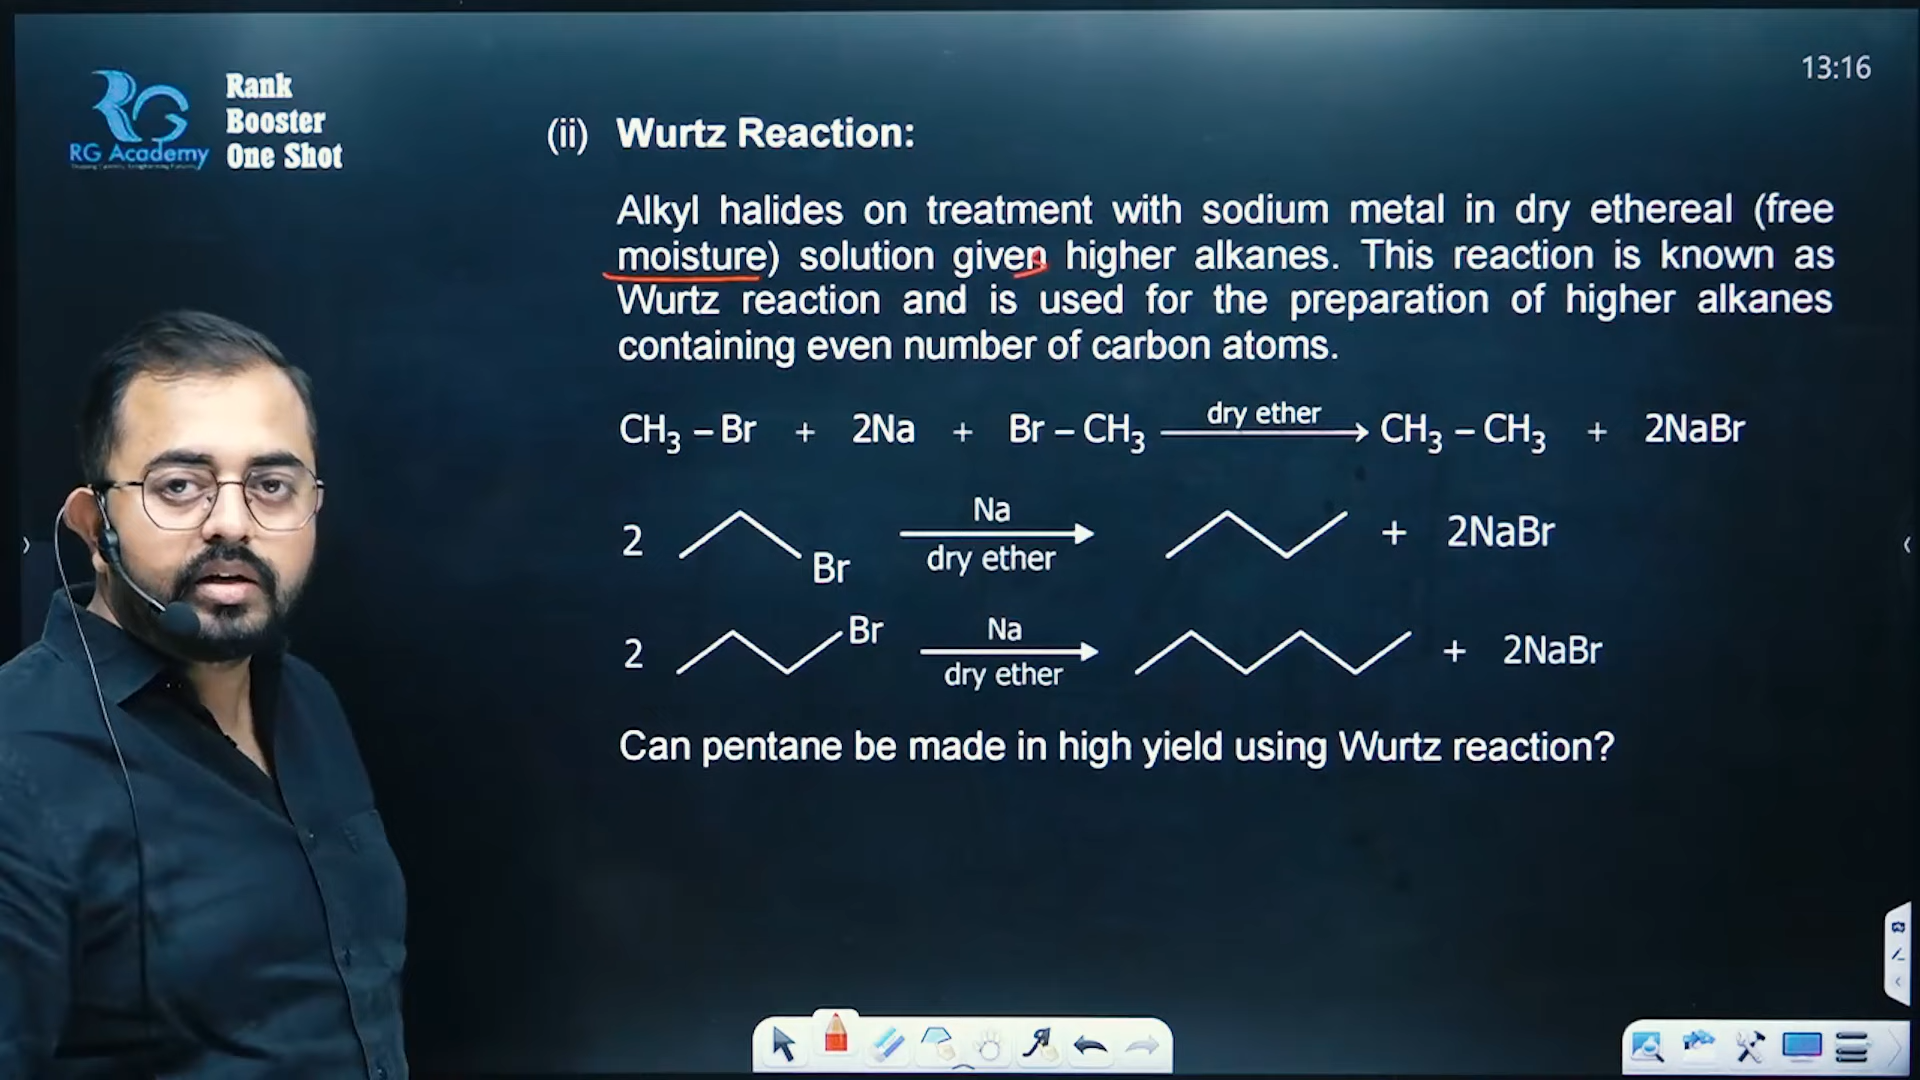 13:16
RG Academy
Rank
Booster
One Shot
(ii) Wurtz Reaction:
Alkyl halides on treatment with sodium metal in dry ethereal (free
moisture) solution given higher alkanes. This reaction is known as
Wurtz reaction and is used for the preparation of higher alkanes
containing even number of carbon atoms.
CH₃ – Br + 2Na + Br – CH₃ dry ether → CH₃ – CH₃ + 2NaBr
2 Br Na dry ether + 2NaBr
2 Br Na dry ether + 2NaBr
Can pentane be made in high yield using Wurtz reaction?